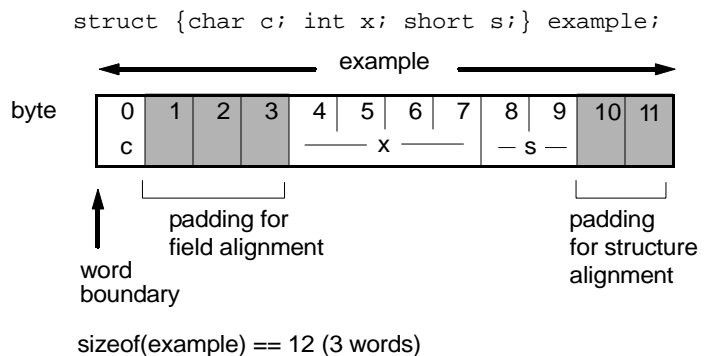 struct {char c; int x; short s;} example;
example
byte 0 1 2 3 4 5 6 7 8 9 10 11
c x s
padding for
field alignment
padding
for structure
alignment
word
boundary
sizeof(example) == 12 (3 words)